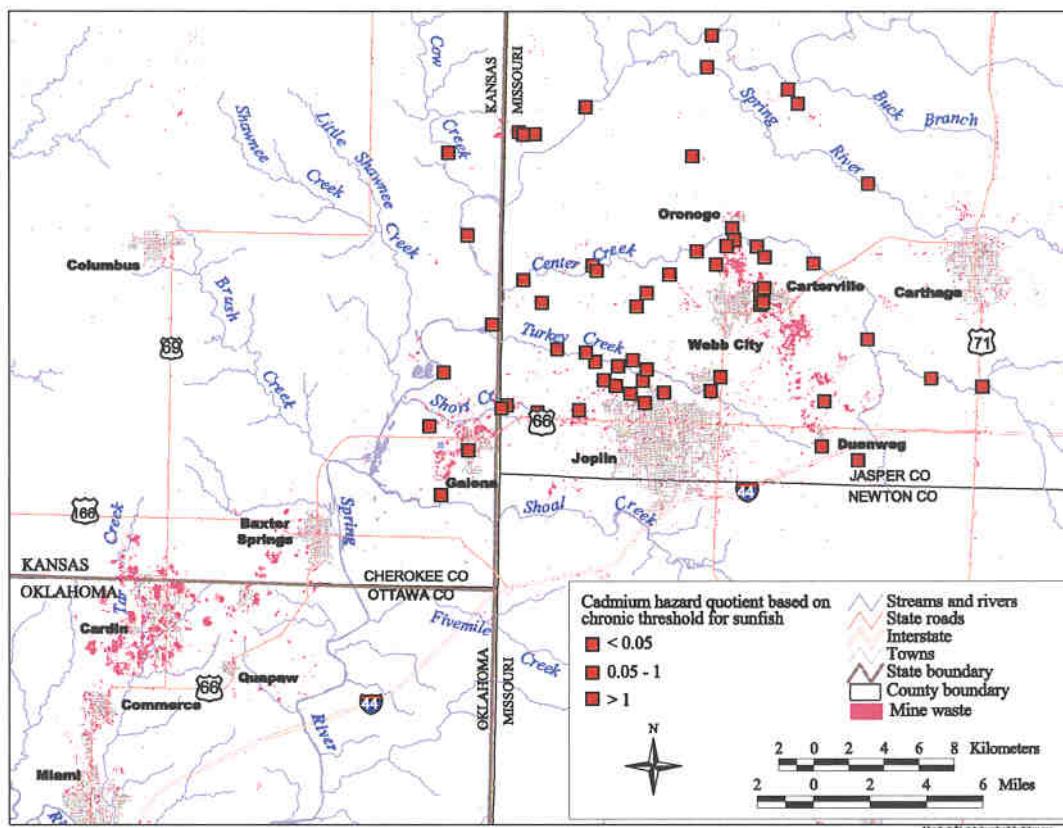 Cow
Creek
KANSAS
MISSOURI
Shawnee
Creek
Little
Shawnee
Creek
Spring
River
Buck
Branch
Oronogo
Columbus
Center Creek
Carterville
Carthage
Brush
Creek
69
71
Turkey
Creek
Webb City
Short Cr
66
Joplin
Duenweg
Galena
JASPER CO
NEWTON CO
44
Shoal
Creek
166
Creek
Tar
Baxter
Springs
Spring
River
KANSAS
OKLAHOMA
CHEROKEE CO
OTTAWA CO
Fivemile
Creek
OKLAHOMA
MISSOURI
Cardin
Quapaw
66
Commerce
44
Miami
Cadmium hazard quotient based on
chronic threshold for sunfish
< 0.05
0.05 - 1
> 1
Streams and rivers
State roads
Interstate
Towns
State boundary
County boundary
Mine waste
N
2 0 2 4 6 8 Kilometers
2 0 2 4 6 Miles